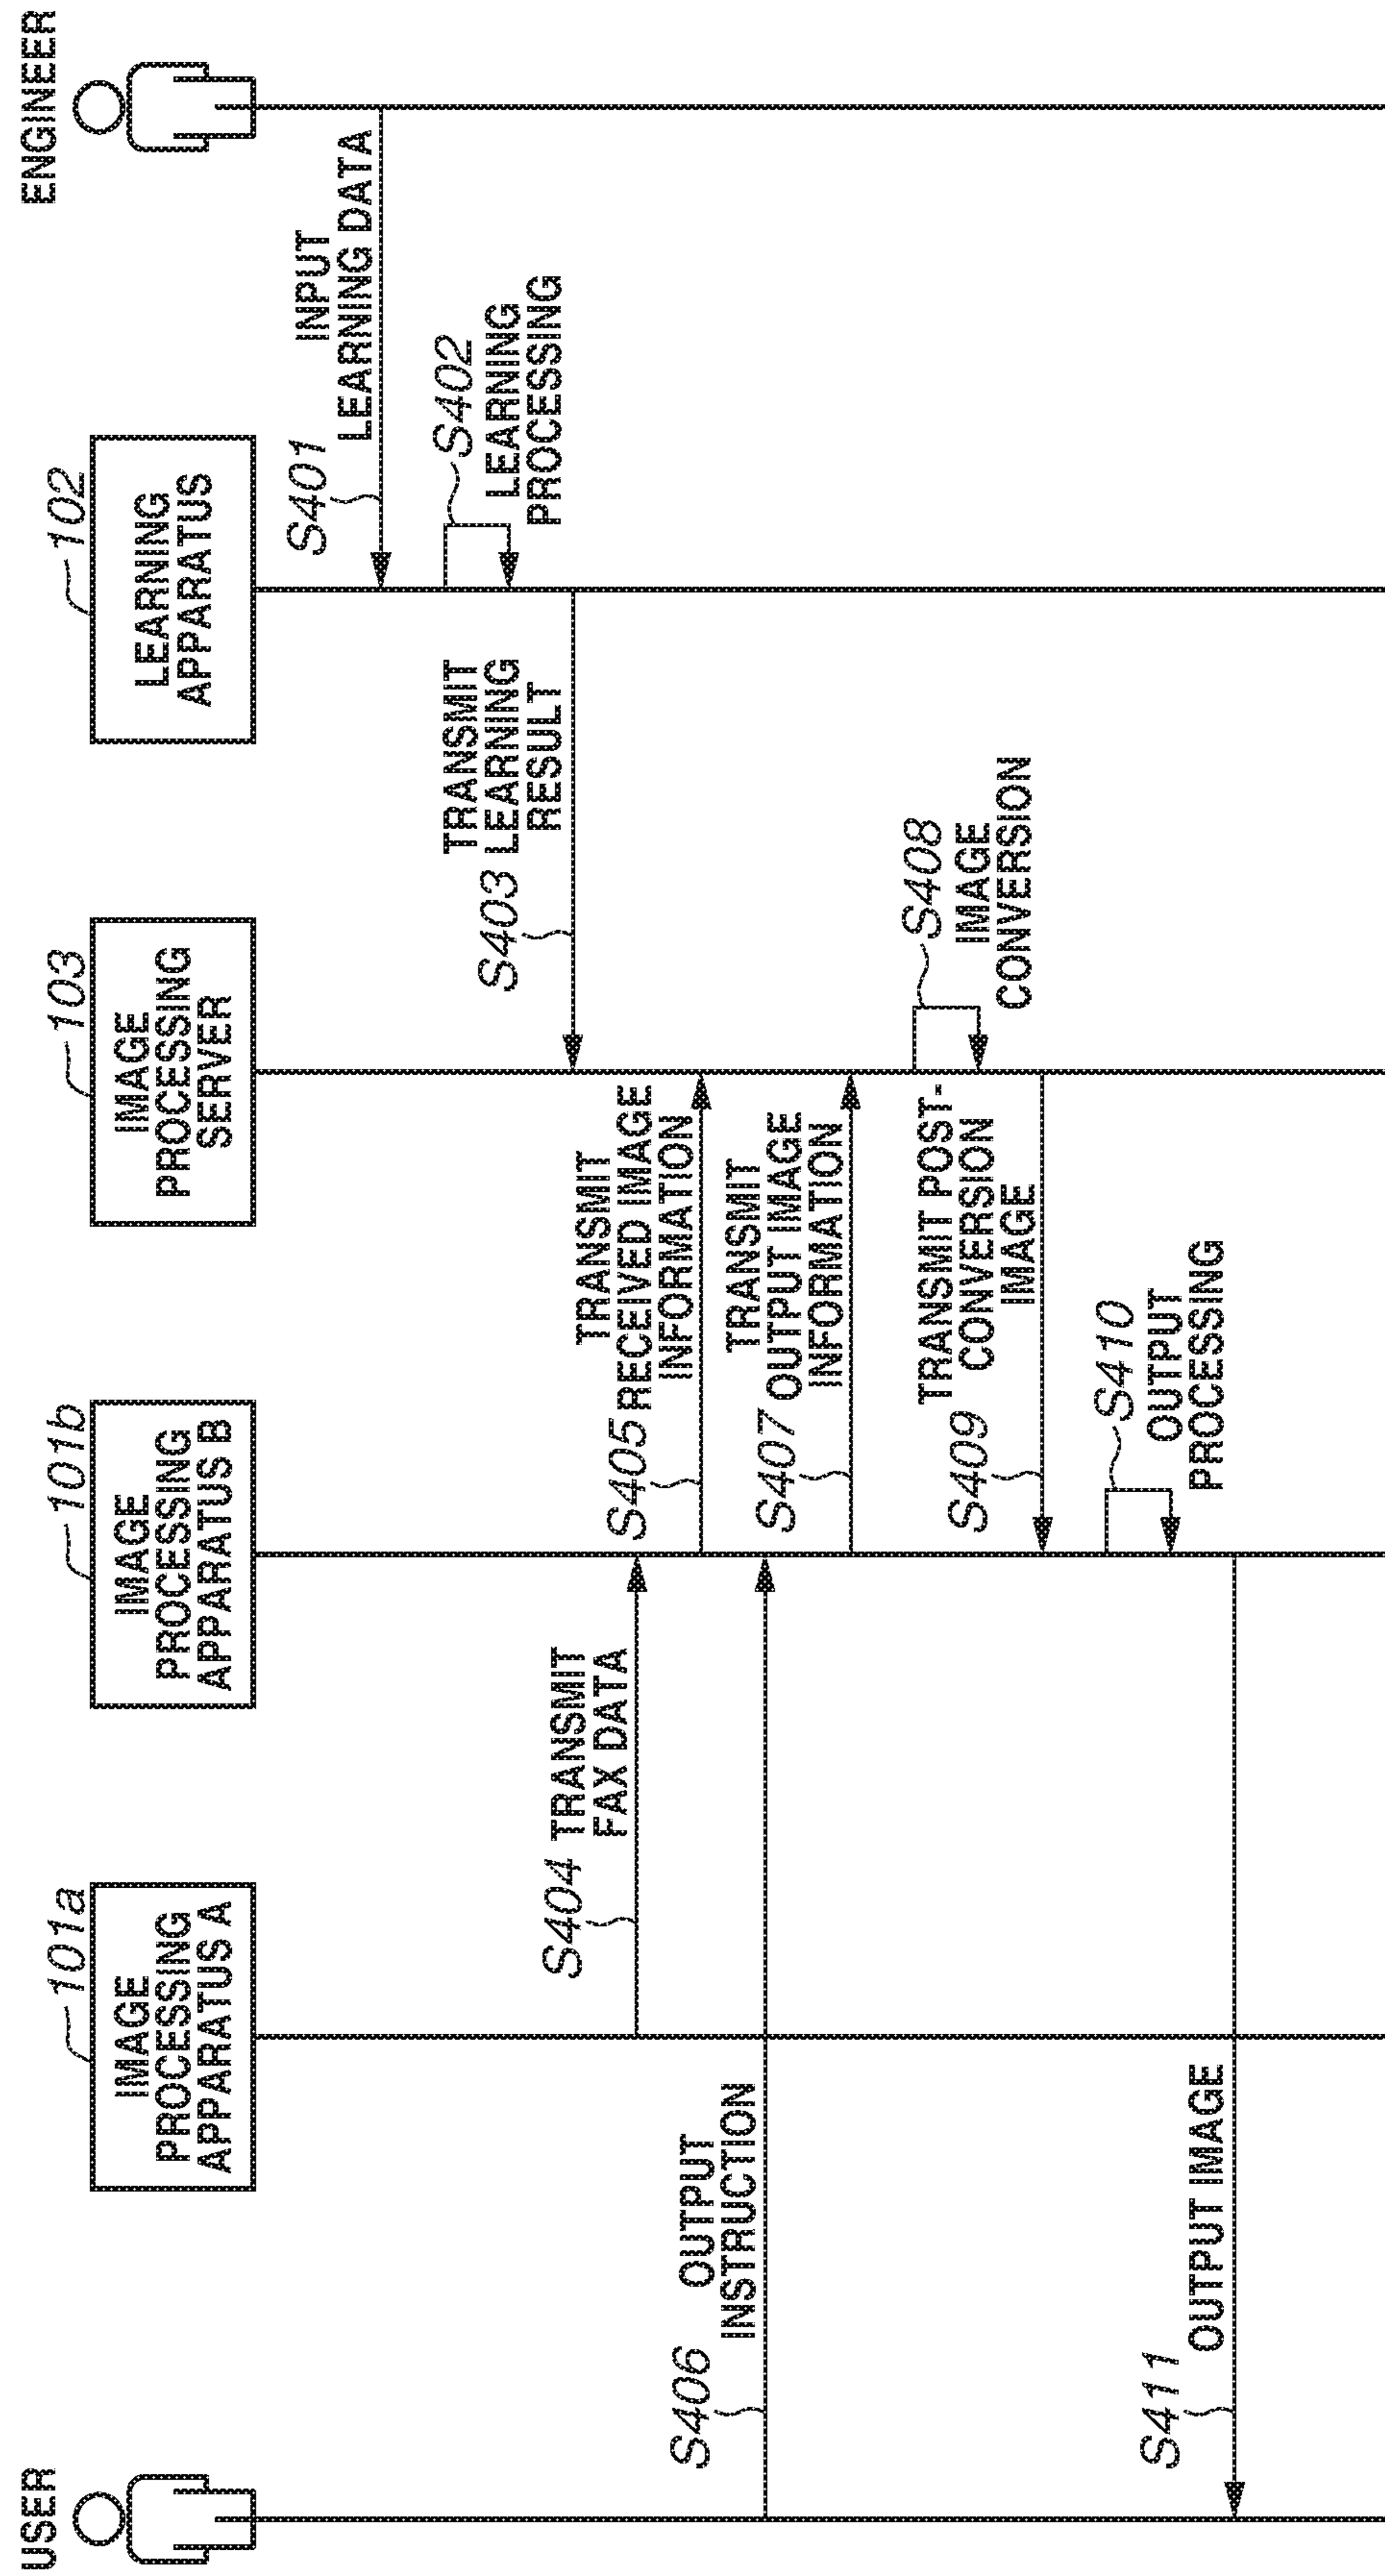 USER
101a
IMAGE
PROCESSING
APPARATUS A
101b
IMAGE
PROCESSING
APPARATUS B
103
IMAGE
PROCESSING
SERVER
102
LEARNING
APPARATUS
ENGINEER
S401
INPUT
LEARNING DATA
S402
LEARNING
PROCESSING
S403
TRANSMIT
LEARNING
RESULT
S404
TRANSMIT
FAX DATA
S405
TRANSMIT
RECEIVED IMAGE
INFORMATION
S406
OUTPUT
INSTRUCTION
S407
TRANSMIT
OUTPUT IMAGE
INFORMATION
S408
IMAGE
CONVERSION
S409
TRANSMIT POST-
CONVERSION
IMAGE
S410
OUTPUT
PROCESSING
S411
OUTPUT IMAGE